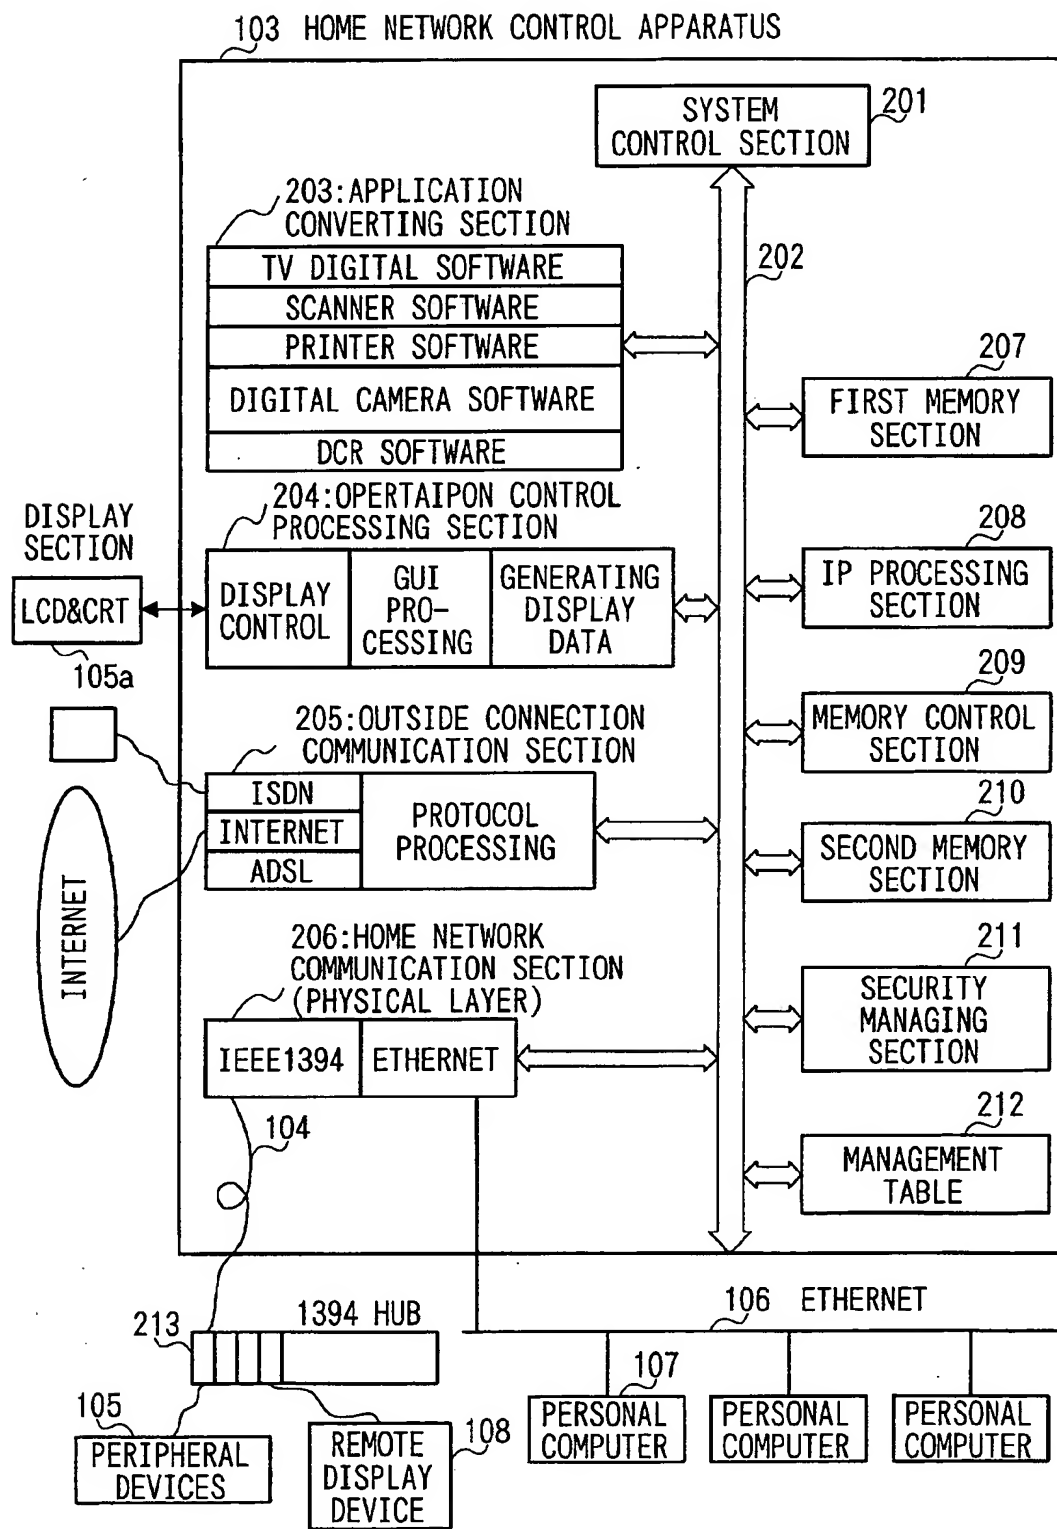 103 HOME NETWORK CONTROL APPARATUS
SYSTEM
CONTROL SECTION
201
203:APPLICATION
CONVERTING SECTION
TV DIGITAL SOFTWARE
SCANNER SOFTWARE
PRINTER SOFTWARE
DIGITAL CAMERA SOFTWARE
DCR SOFTWARE
202
207
FIRST MEMORY
SECTION
204:OPERTAIPON CONTROL
PROCESSING SECTION
DISPLAY
SECTION
LCD&CRT
105a
DISPLAY
CONTROL
GUI
PRO-
CESSING
GENERATING
DISPLAY
DATA
208
IP PROCESSING
SECTION
209
MEMORY CONTROL
SECTION
205:OUTSIDE CONNECTION
COMMUNICATION SECTION
ISDN
INTERNET
ADSL
PROTOCOL
PROCESSING
210
SECOND MEMORY
SECTION
INTERNET
206:HOME NETWORK
COMMUNICATION SECTION
(PHYSICAL LAYER)
IEEE1394
ETHERNET
211
SECURITY
MANAGING
SECTION
104
212
MANAGEMENT
TABLE
213
1394 HUB
106 ETHERNET
105
PERIPHERAL
DEVICES
REMOTE
DISPLAY
DEVICE
108
107
PERSONAL
COMPUTER
PERSONAL
COMPUTER
PERSONAL
COMPUTER